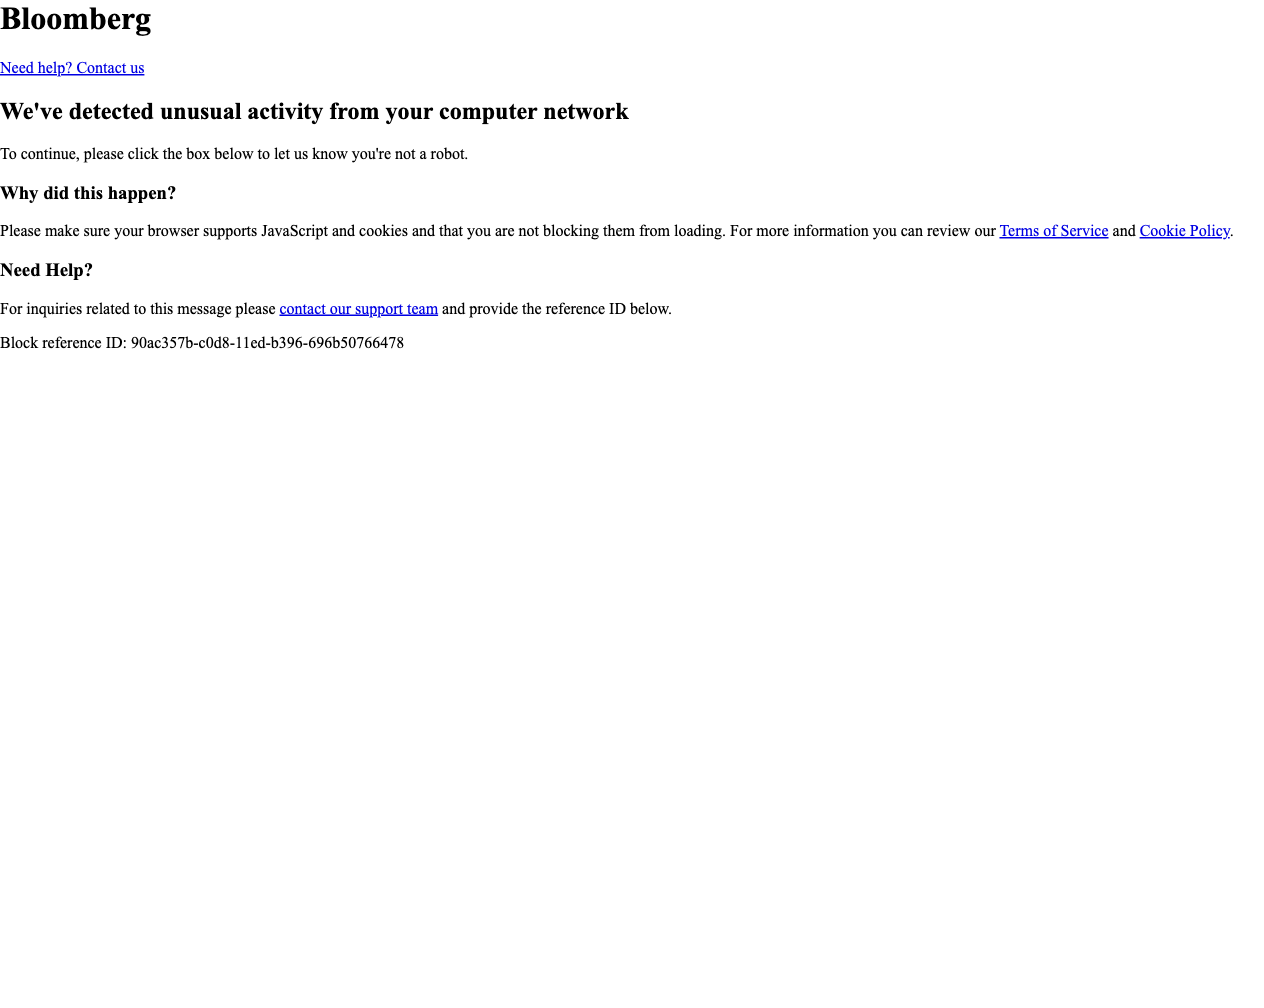 Bloomberg
Need help? Contact us
We've detected unusual activity from your computer network
To continue, please click the box below to let us know you're not a robot.
Why did this happen?
Please make sure your browser supports JavaScript and cookies and that you are not blocking them from loading. For more information you can review our Terms of Service and Cookie Policy.
Need Help?
For inquiries related to this message please contact our support team and provide the reference ID below.
Block reference ID: 90ac357b-c0d8-11ed-b396-696b50766478